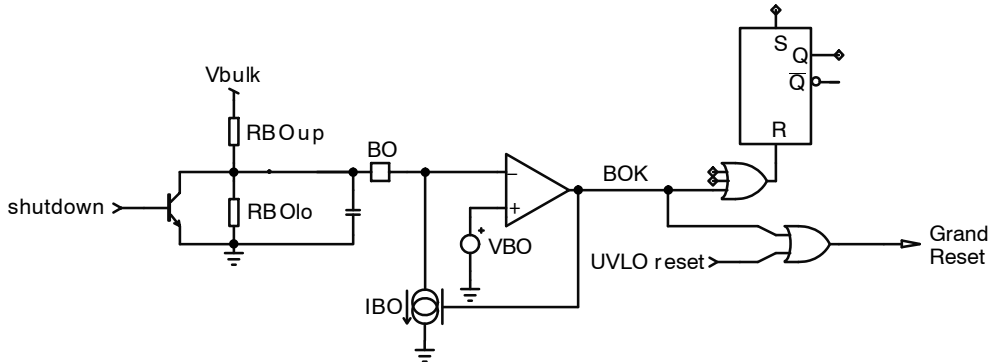 S
Q
Q̅
R
Vbulk
RBOup
BO
BOK
shutdown
RBOlo
−
+
VBO
UVLO reset
Grand
Reset
IBO